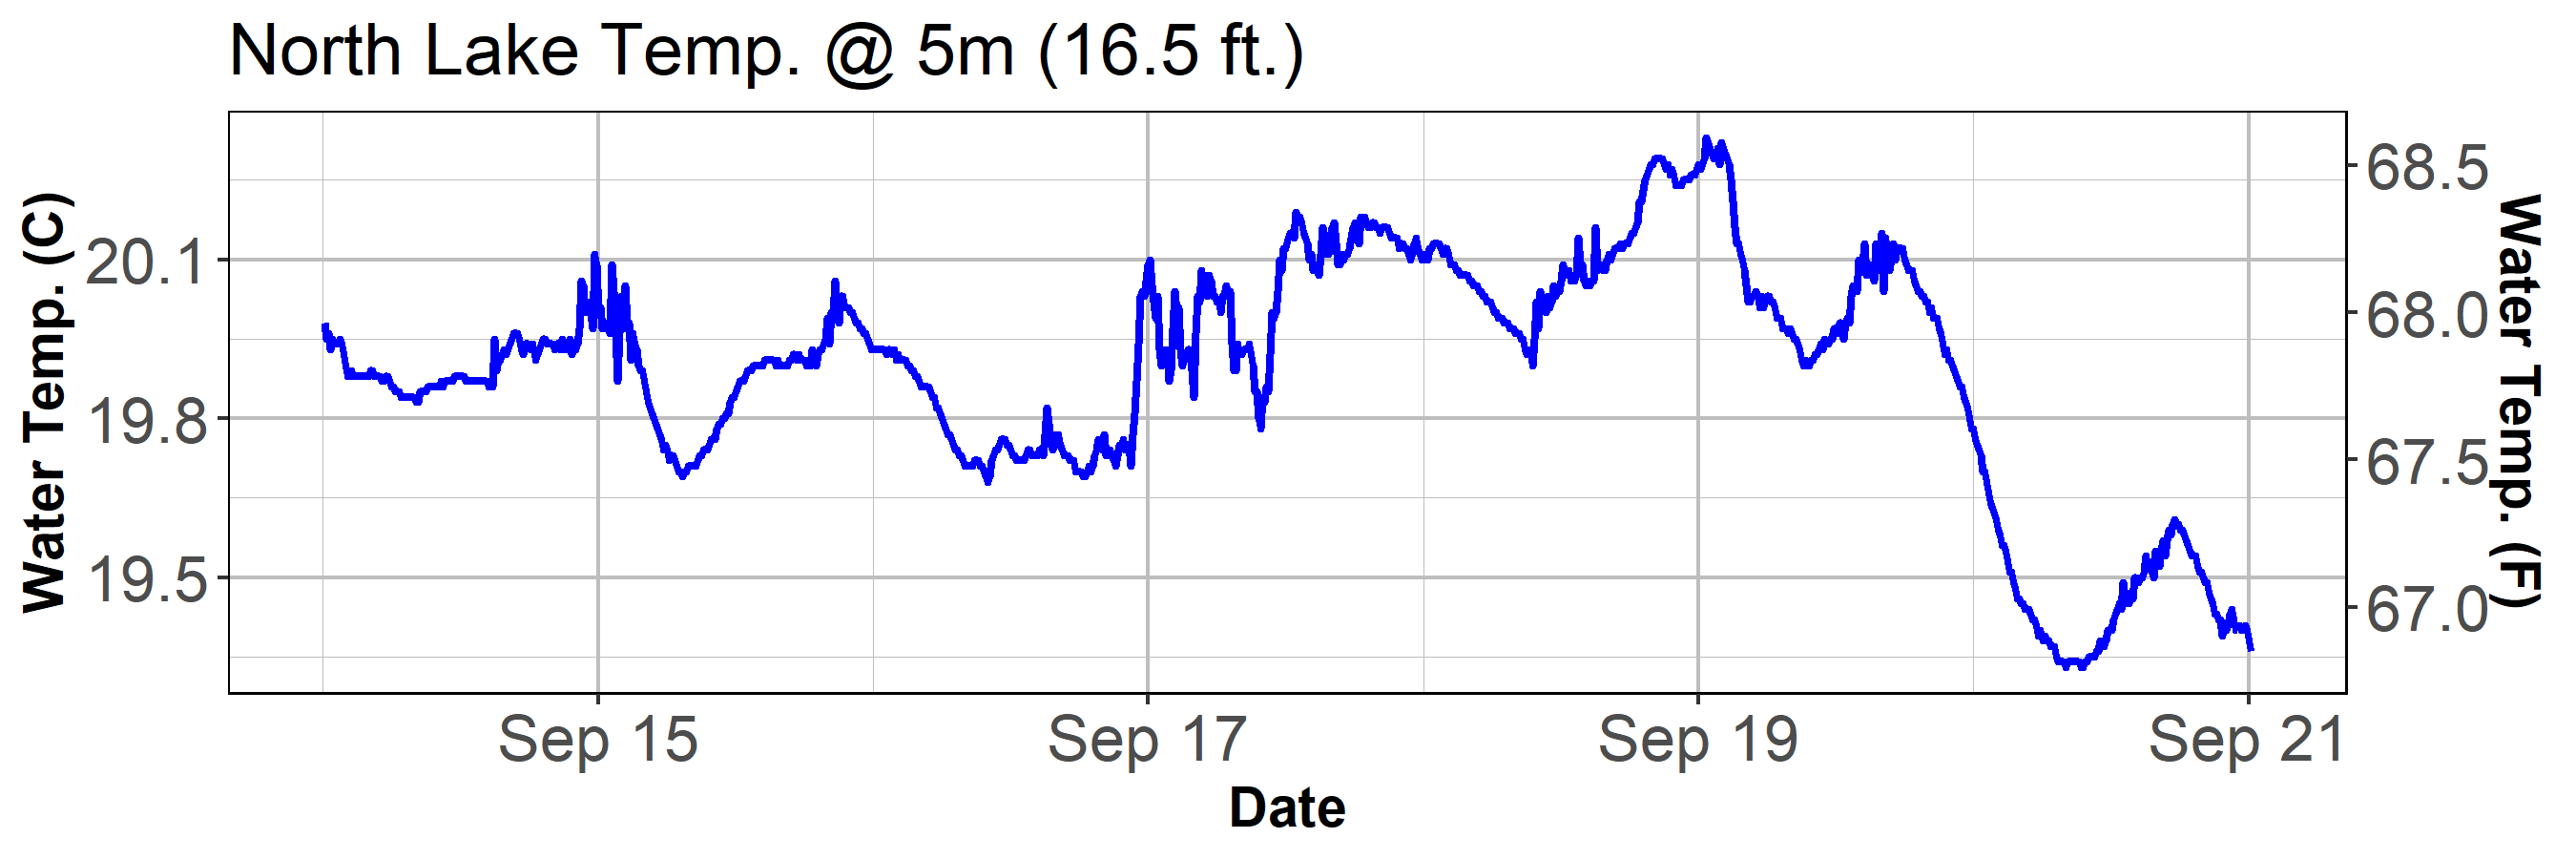 North Lake Temp. @ 5m (16.5 ft.)
Water Temp. (C)
20.1
19.8
19.5
68.5
68.0
67.5
67.0
Water Temp. (F)
Sep 15
Sep 17
Sep 19
Sep 21
Date